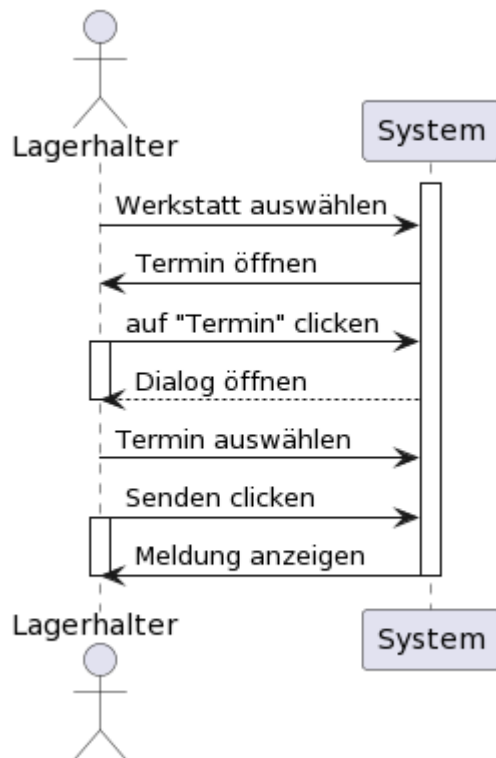 Lagerhalter
System
Werkstatt auswählen
Termin öffnen
auf "Termin" clicken
Dialog öffnen
Termin auswählen
Senden clicken
Meldung anzeigen
Lagerhalter
System